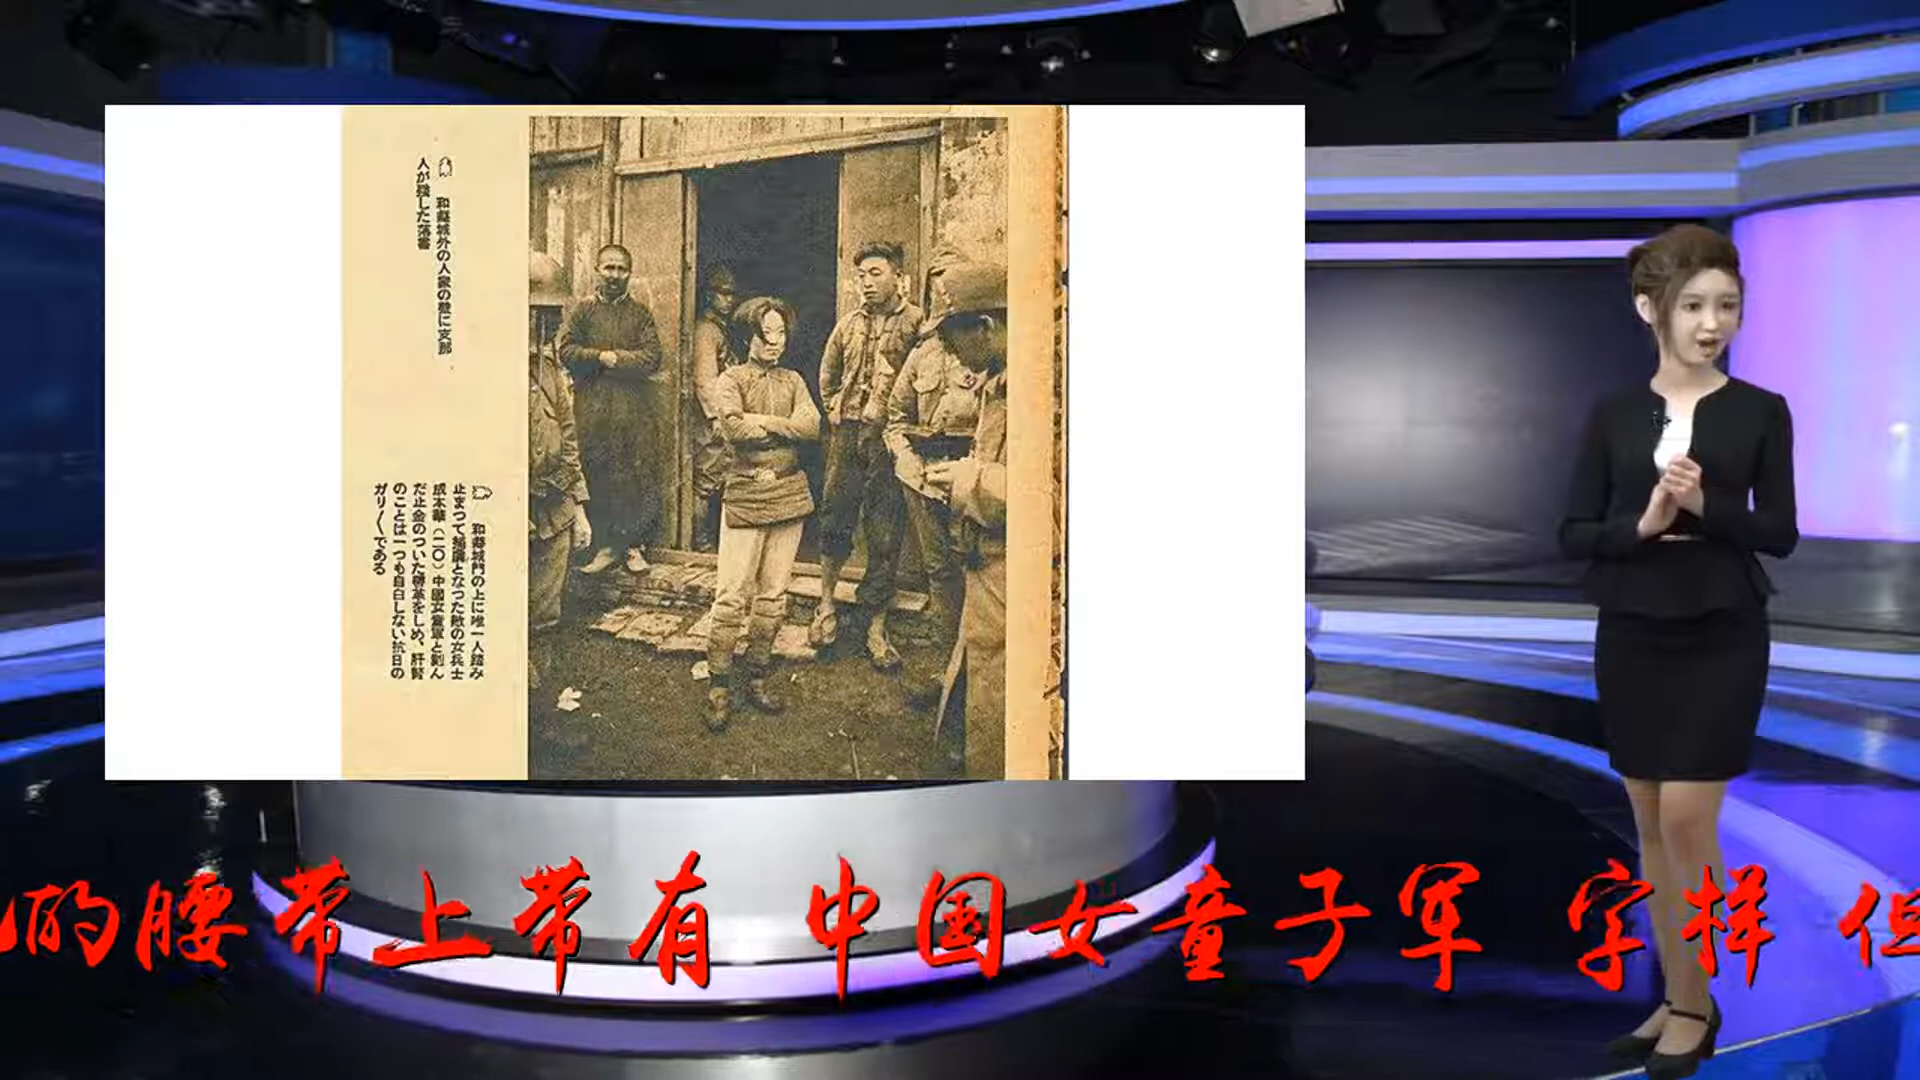 和縣城外の人家の壁に支那
人が殘した落書
和縣城門の上に唯一人踏み
止まつて捕虜となつた敵の女兵士
成本華（二〇）中國女童軍と刻ん
だ止金のついた帶革をしめ、肝腎
のことは一つも自白しない抗日の
ガリ〳〵である
的腰带上带有 中国女童子军 字样 但